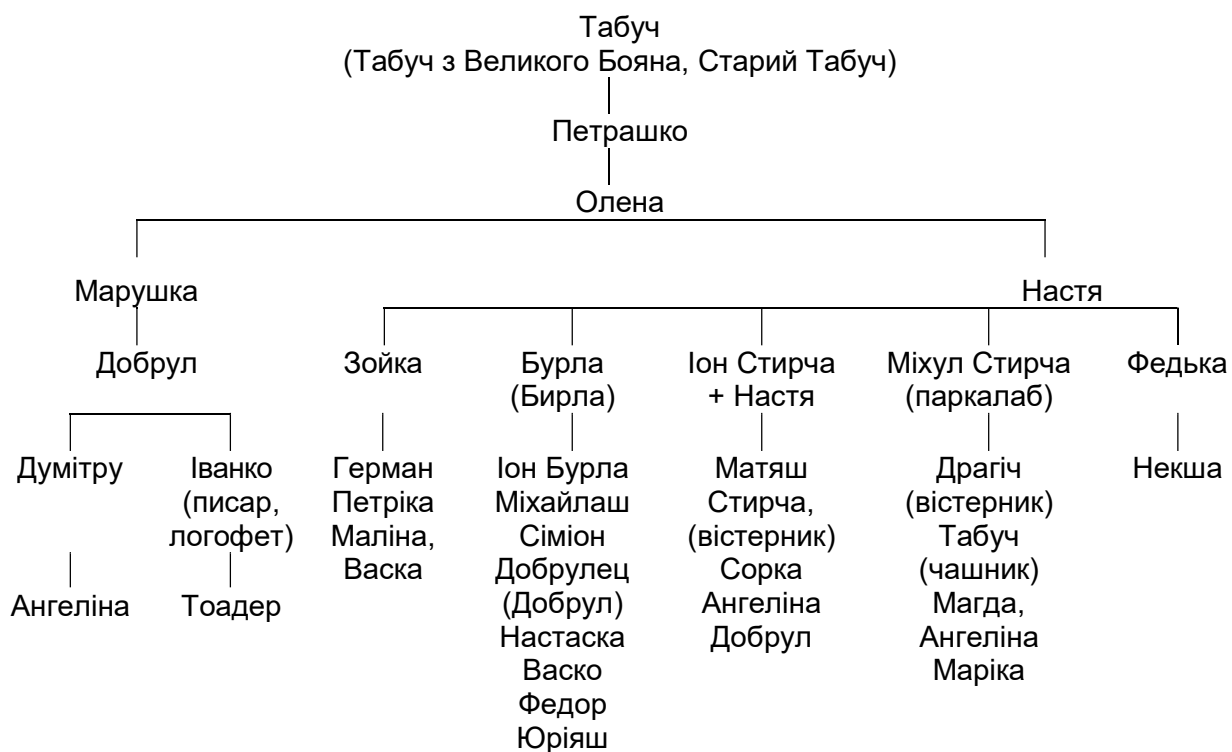 Табуч
(Табуч з Великого Бояна, Старий Табуч)
Петрашко
Олена
Марушка
Настя
Добрул
Зойка
Бурла
(Бирла)
Іон Стирча
+ Настя
Міхул Стирча
(паркалаб)
Федька
Думітру
Іванко
(писар,
логофет)
Герман
Петріка
Маліна,
Васка
Іон Бурла
Міхайлаш
Сіміон
Добрулец
(Добрул)
Настаска
Васко
Федор
Юріяш
Матяш
Стирча,
(вістерник)
Сорка
Ангеліна
Добрул
Драгіч
(вістерник)
Табуч
(чашник)
Магда,
Ангеліна
Маріка
Некша
Ангеліна
Тоадер